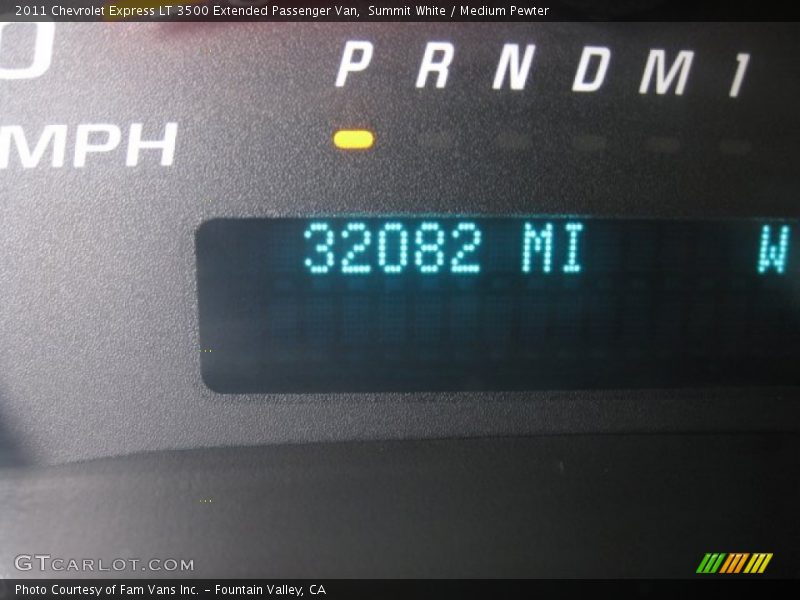 2011 Chevrolet Express LT 3500 Extended Passenger Van,  Summit White / Medium Pewter
0
P R N D M 1
MPH
32082 MI W
GTCARLOT.COM
Photo Courtesy of Fam Vans Inc. - Fountain Valley, CA